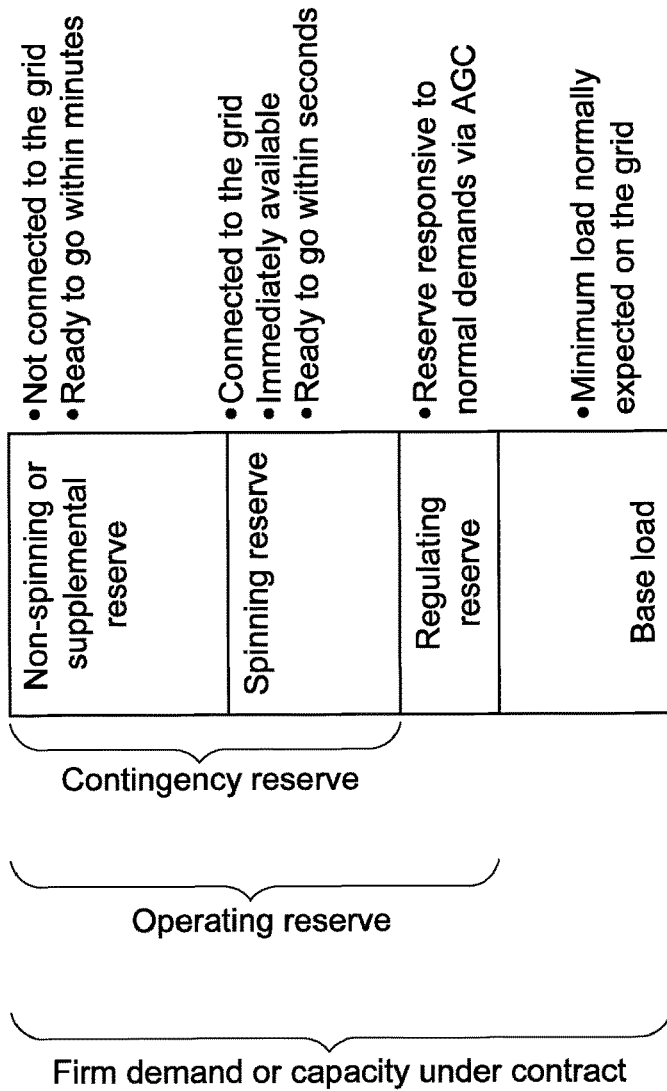 Non-spinning or
supplemental
reserve
• Not connected to the grid
• Ready to go within minutes
Spinning reserve
• Connected to the grid
• Immediately available
• Ready to go within seconds
Regulating
reserve
• Reserve responsive to
normal demands via AGC
Base load
• Minimum load normally
expected on the grid
Contingency reserve
Operating reserve
Firm demand or capacity under contract